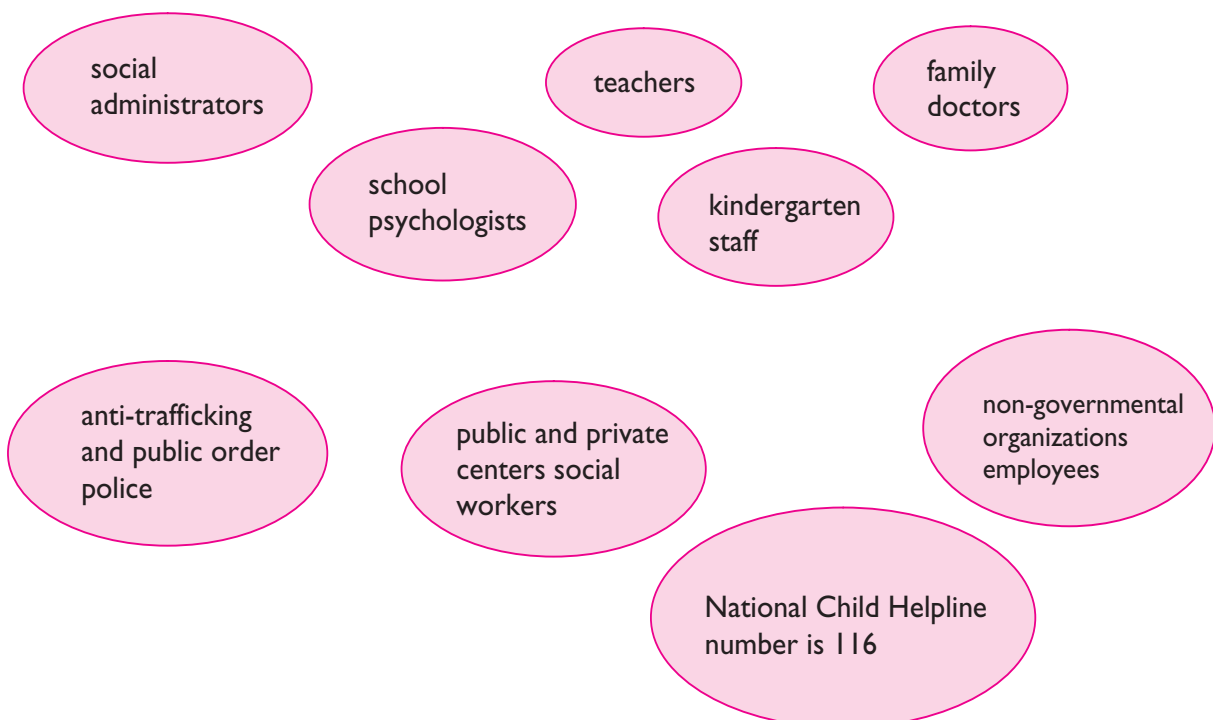 social
administrators
teachers
family
doctors
school
psychologists
kindergarten
staff
anti-trafficking
and public order
police
public and private
centers social
workers
non-governmental
organizations
employees
National Child Helpline
number is 116